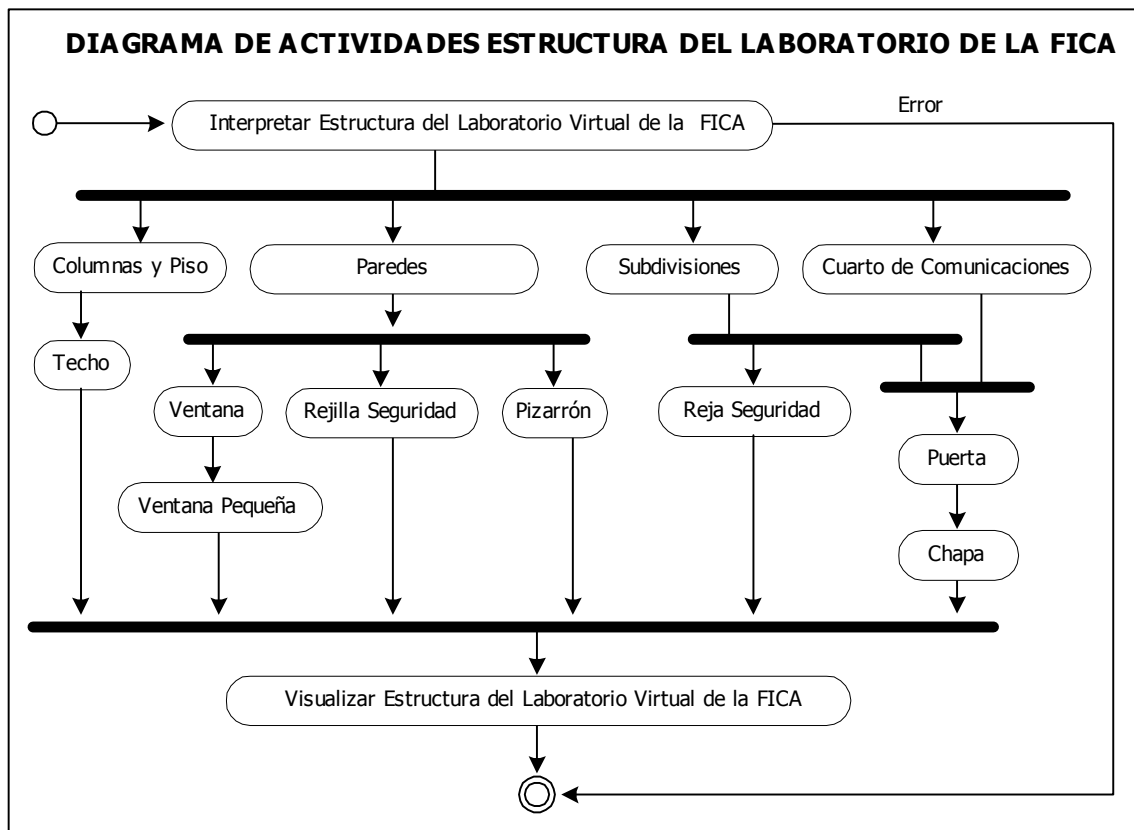 DIAGRAMA DE ACTIVIDADES ESTRUCTURA DEL LABORATORIO DE LA FICA
Error
Interpretar Estructura del Laboratorio Virtual de la FICA
Columnas y Piso
Paredes
Subdivisiones
Cuarto de Comunicaciones
Techo
Ventana
Rejilla Seguridad
Pizarrón
Reja Seguridad
Puerta
Ventana Pequeña
Chapa
Visualizar Estructura del Laboratorio Virtual de la FICA